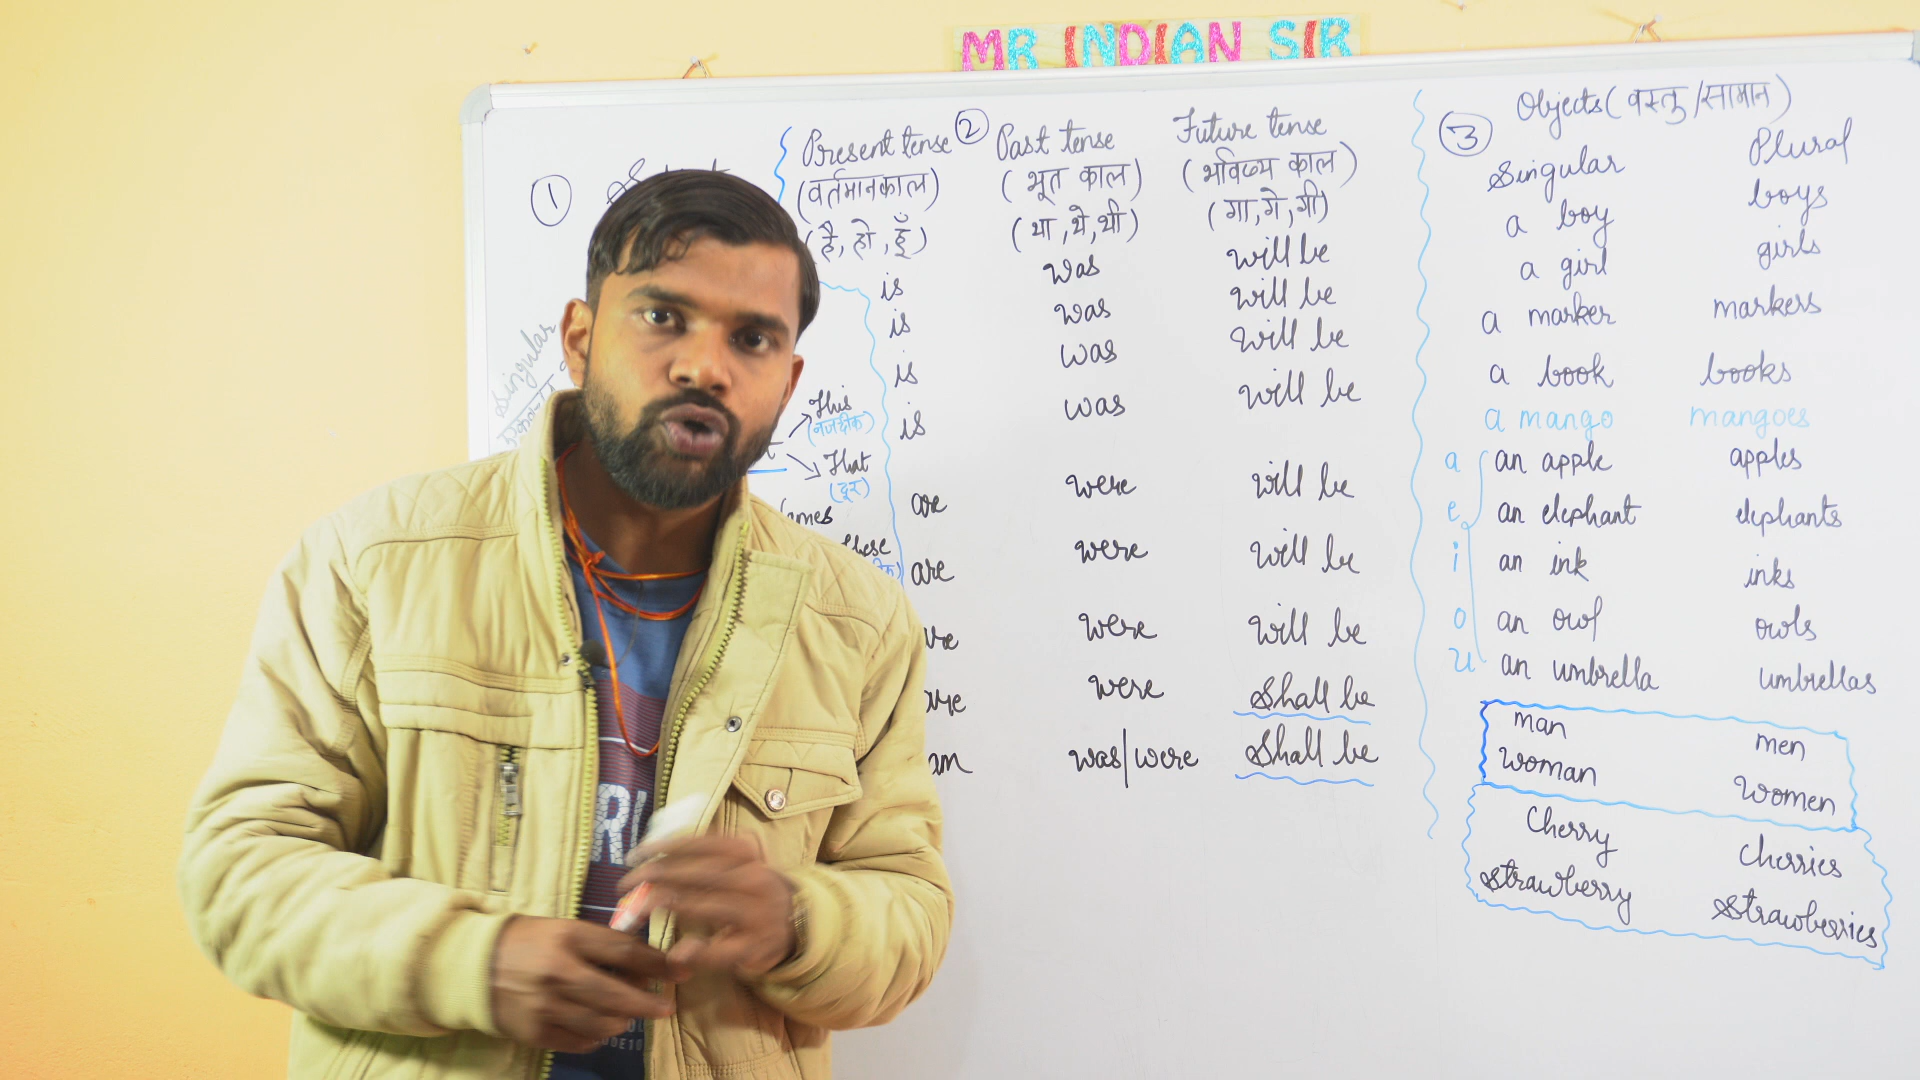 MR INDIAN SIR
1
Singular
This
(नजदीक)
That
(दूर)
these
Present tense
(वर्तमानकाल)
(है, हो, हूँ)
is
is
is
is
are
are
2 Past tense
(भूत काल)
(था, थे, थी)
was
was
was
was
were
were
were
were
was/were
Future tense
(भविष्य काल)
(गा, गे, गी)
will be
will be
will be
will be
will be
will be
will be
Shall be
Shall be
3 Objects (वस्तु/सामान)
Singular Plural
a boy boys
a girl girls
a marker markers
a book books
a mango mangoes
a an apple apples
e an elephant elephants
i an ink inks
o an owl owls
u an umbrella umbrellas
man men
woman women
Cherry Cherries
Strawberry Strawberries